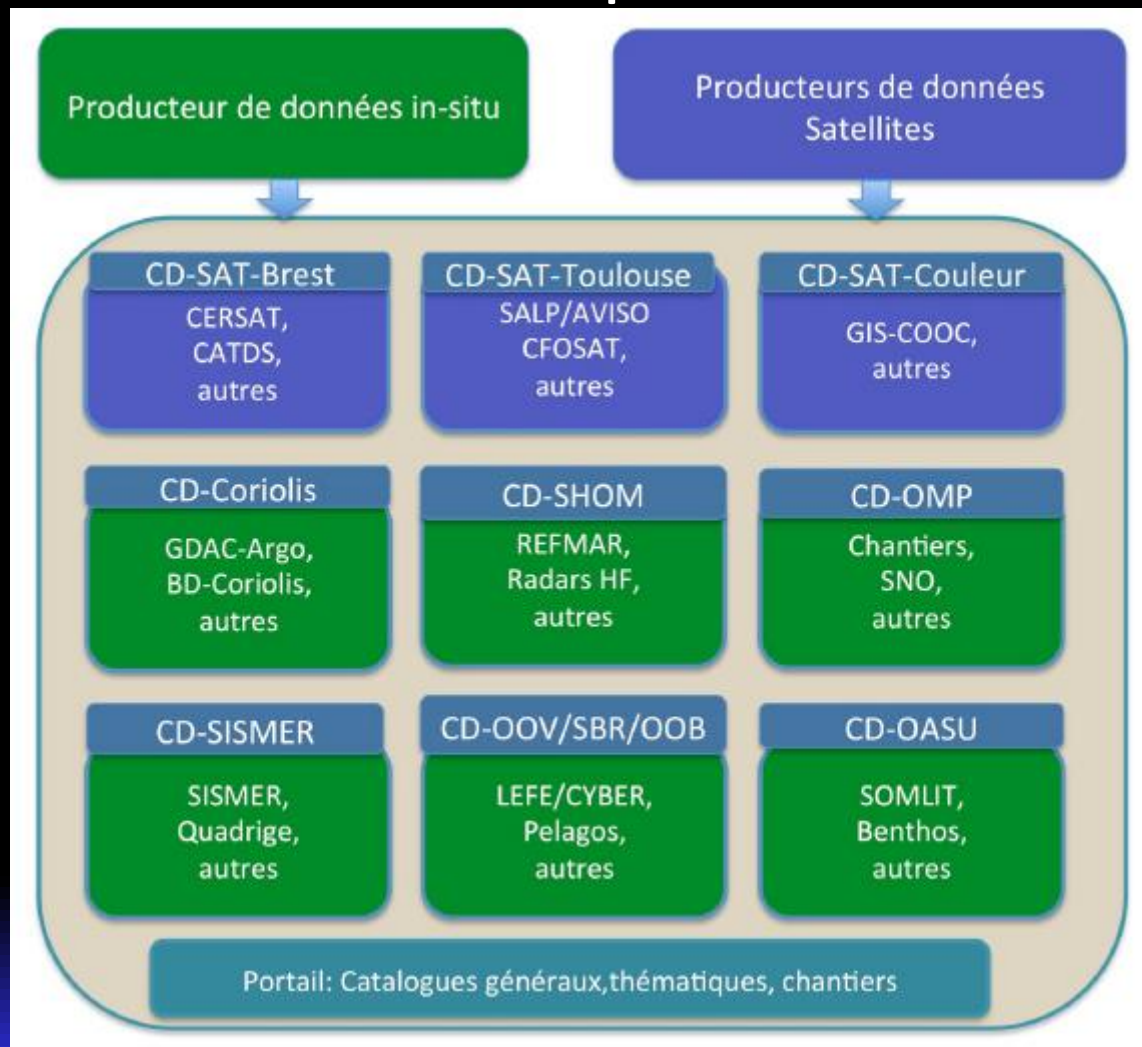 Producteur de données in-situ
Producteurs de données
Satellites
CD-SAT-Brest
CERSAT,
CATDS,
autres
CD-SAT-Toulouse
SALP/AVISO
CFOSAT,
autres
CD-SAT-Couleur
GIS-COOC,
autres
CD-Coriolis
GDAC-Argo,
BD-Coriolis,
autres
CD-SHOM
REFMAR,
Radars HF,
autres
CD-OMP
Chantiers,
SNO,
autres
CD-SISMER
SISMER,
Quadrige,
autres
CD-OOV/SBR/OOB
LEFE/CYBER,
Pelagos,
autres
CD-OASU
SOMLIT,
Benthos,
autres
Portail: Catalogues généraux,thématiques, chantiers